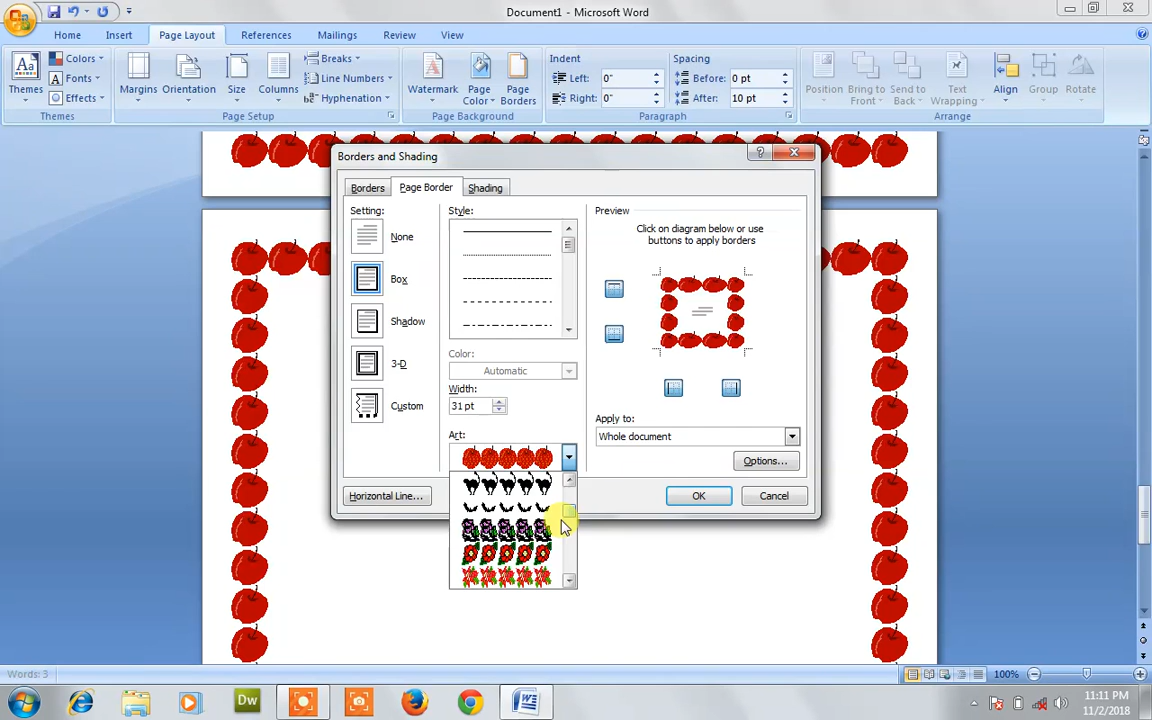 Document1 - Microsoft Word
Home Insert Page Layout References Mailings Review View
Themes
Colors
Fonts
Effects
Themes
Margins
Orientation
Size
Columns
Breaks
Line Numbers
Hyphenation
Page Setup
Watermark
Page
Color
Page
Borders
Page Background
Indent
Left: 0"
Right: 0"
Spacing
Before: 0 pt
After: 10 pt
Paragraph
Position
Bring to
Front
Send to
Back
Text
Wrapping
Align
Group
Rotate
Arrange
Borders and Shading
Borders Page Border Shading
Setting:
None
Box
Shadow
3-D
Custom
Style:
Color:
Automatic
Width:
31 pt
Art:
Preview
Click on diagram below or use
buttons to apply borders
Apply to:
Whole document
Options...
Horizontal Line...
OK
Cancel
Words: 3
100%
Dw
11:11 PM
11/2/2018